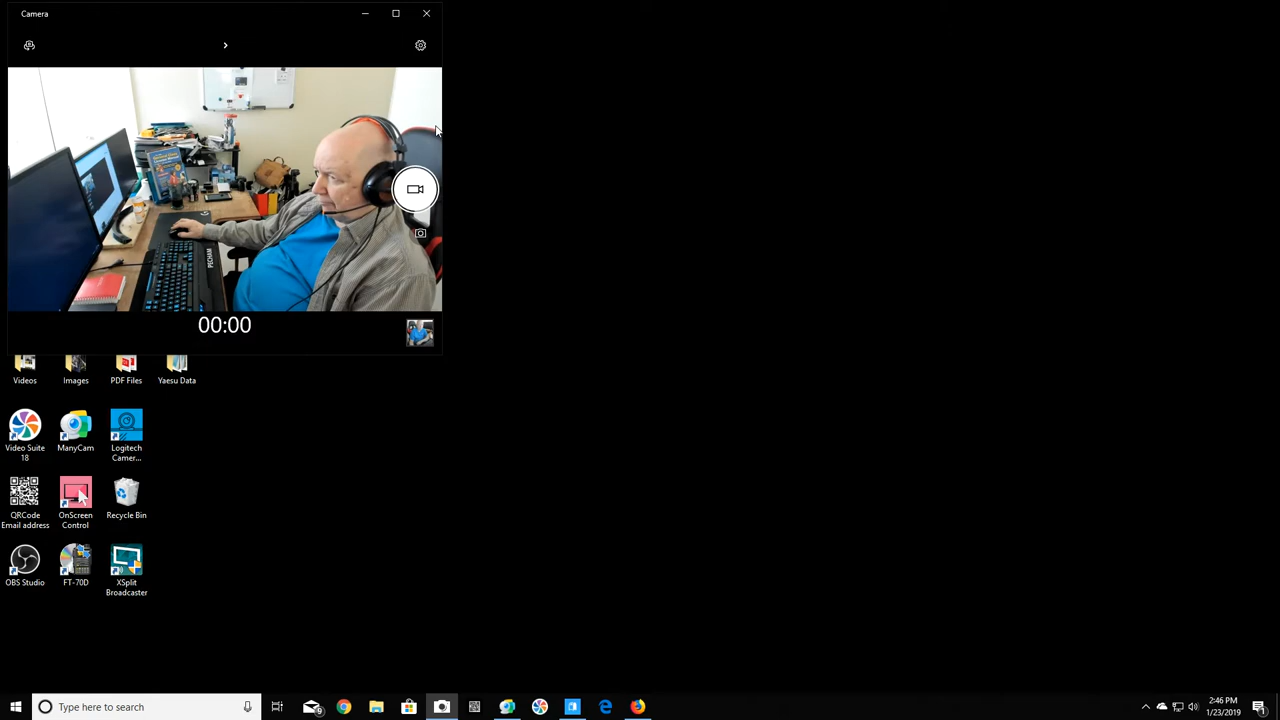 Camera
00:00
Videos
Images
PDF Files
Yaesu Data
Video Suite
18
ManyCam
Logitech
Camer...
QRCode
Email address
OnScreen
Control
Recycle Bin
OBS Studio
FT-70D
XSplit
Broadcaster
Type here to search
2:46 PM
1/23/2019